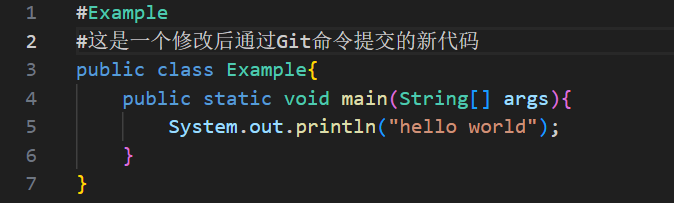 1 #Example
2 #这是一个修改后通过Git命令提交的新代码
3 public class Example{
4     public static void main(String[] args){
5         System.out.println("hello world");
6     }
7 }